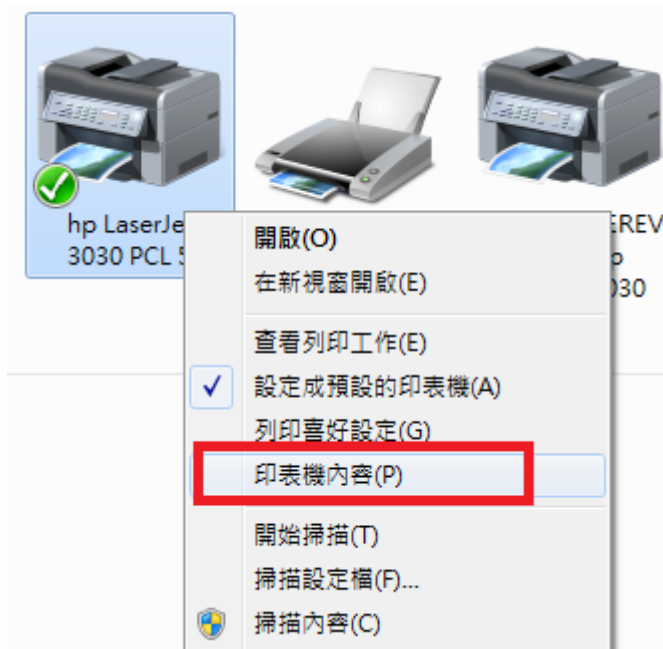 hp LaserJe
3030 PCL 5
EREV
p
030
開啟(O)
在新視窗開啟(E)
查看列印工作(E)
設定成預設的印表機(A)
列印喜好設定(G)
印表機內容(P)
開始掃描(T)
掃描設定檔(F)...
掃描內容(C)